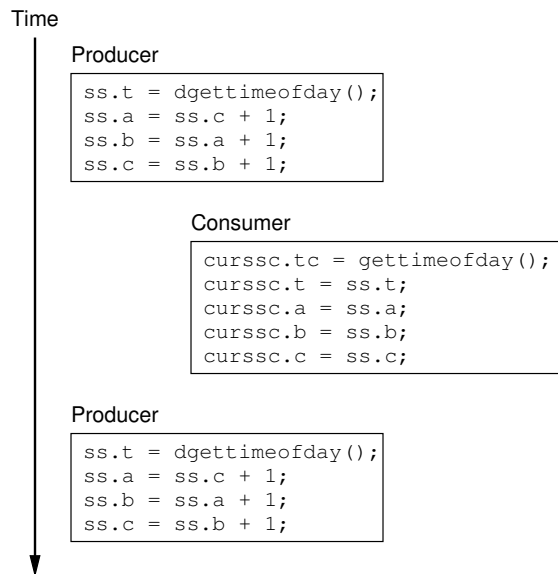 Time
Producer
ss.t = dgettimeofday();
ss.a = ss.c + 1;
ss.b = ss.a + 1;
ss.c = ss.b + 1;
Consumer
curssc.tc = gettimeofday();
curssc.t = ss.t;
curssc.a = ss.a;
curssc.b = ss.b;
curssc.c = ss.c;
Producer
ss.t = dgettimeofday();
ss.a = ss.c + 1;
ss.b = ss.a + 1;
ss.c = ss.b + 1;